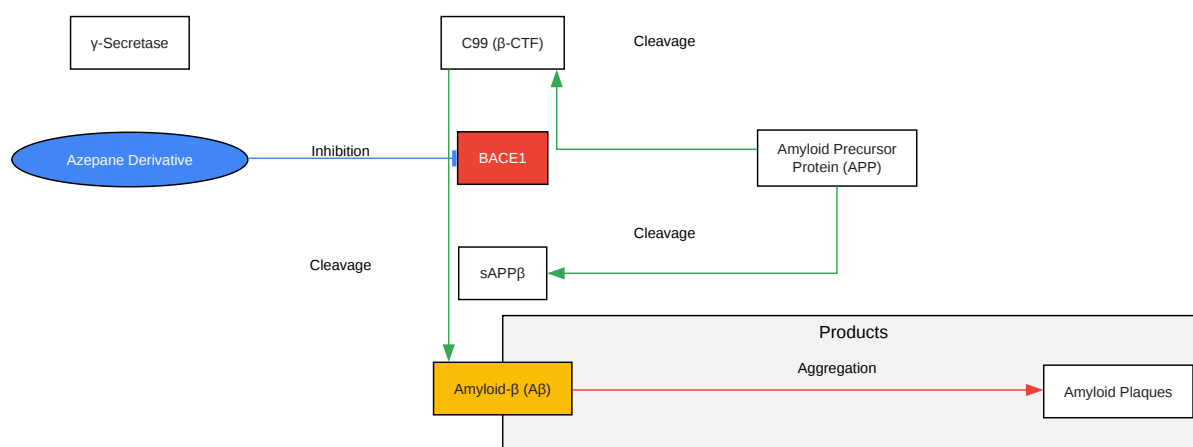 γ-Secretase
C99 (β-CTF)
Cleavage
Azepane Derivative
Inhibition
BACE1
Amyloid Precursor
Protein (APP)
Cleavage
Cleavage
sAPPβ
Products
Amyloid-β (Aβ)
Aggregation
Amyloid Plaques